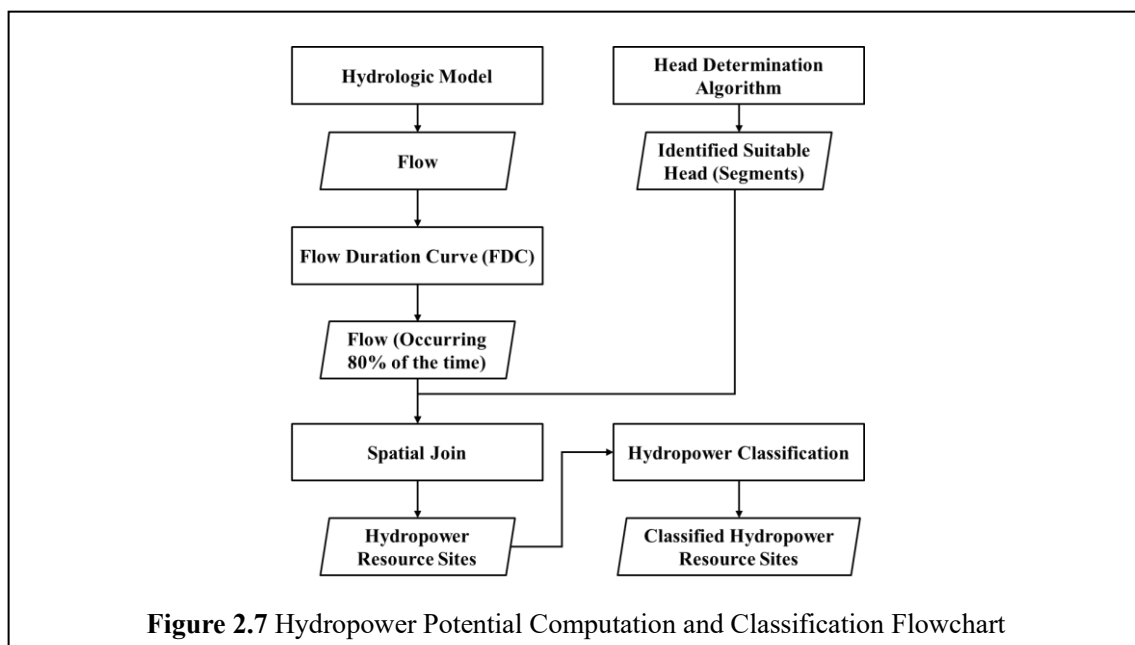 Hydrologic Model
Flow
Flow Duration Curve (FDC)
Flow (Occurring
80% of the time)
Spatial Join
Hydropower
Resource Sites
Head Determination
Algorithm
Identified Suitable
Head (Segments)
Hydropower Classification
Classified Hydropower
Resource Sites
Figure 2.7 Hydropower Potential Computation and Classification Flowchart